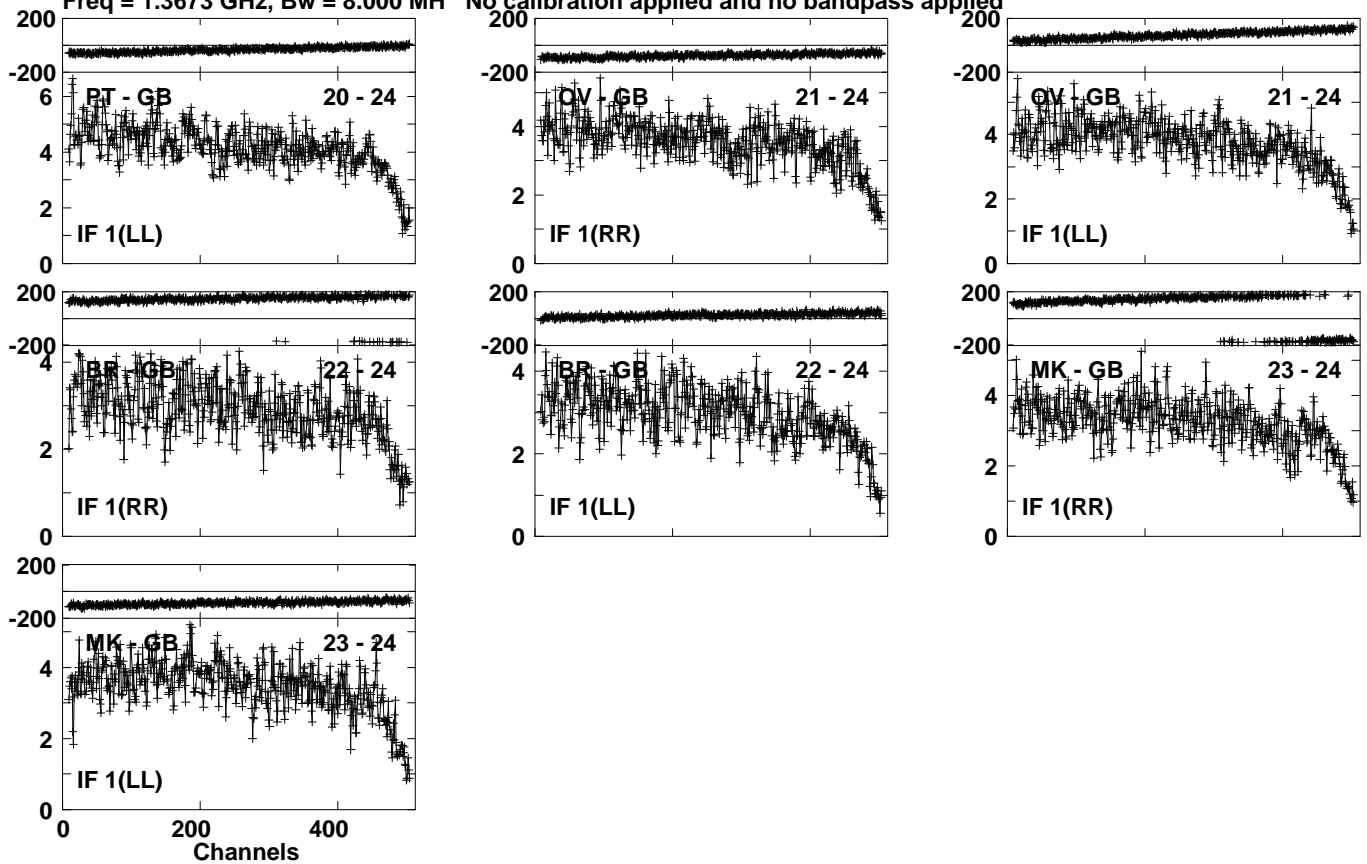 Freq = 1.3673 GHz, Bw = 8.000 MH No calibration applied and no bandpass applied
200
-200
6
4
2
0
PT - GB 20 - 24
IF 1(LL)
4
2
0
OV - GB 21 - 24
IF 1(RR)
200
-200
4
2
0
OV - GB 21 - 24
IF 1(LL)
200
-200
4
2
0
BR - GB 22 - 24
IF 1(RR)
4
2
0
BR - GB 22 - 24
IF 1(LL)
200
-200
4
2
0
MK - GB 23 - 24
IF 1(RR)
200
-200
4
2
0
MK - GB 23 - 24
IF 1(LL)
0 200 400
Channels